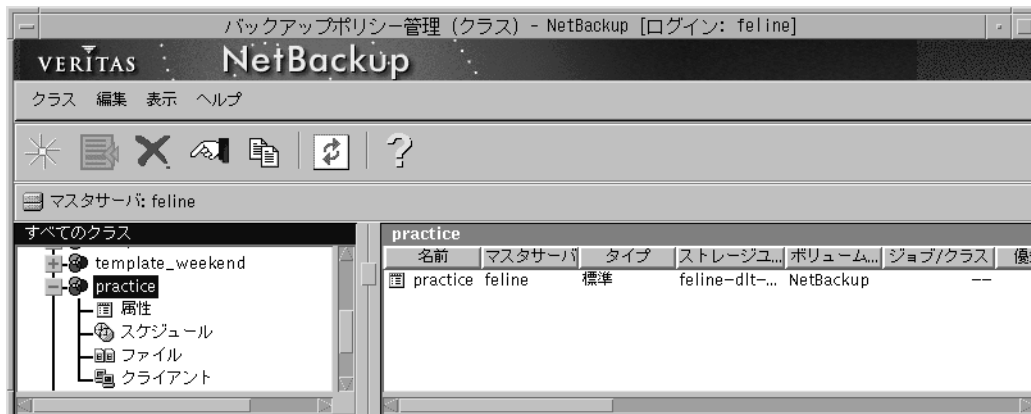 バックアップポリシー管理 (クラス) - NetBackup [ログイン: feline]
VERITAS NetBackup
クラス 編集 表示 ヘルプ
マスタサーバ: feline
すべてのクラス
template_weekend
practice
属性
スケジュール
ファイル
クライアント
practice
名前 マスタサーバ タイプ ストレージユ... ボリューム... ジョブ/クラス 優
practice feline 標準 feline-dlt-... NetBackup --